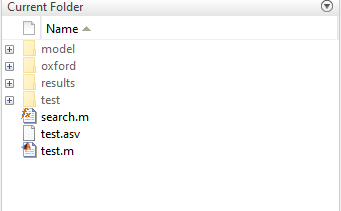 Current Folder
Name
model
oxford
results
test
search.m
test.asv
test.m